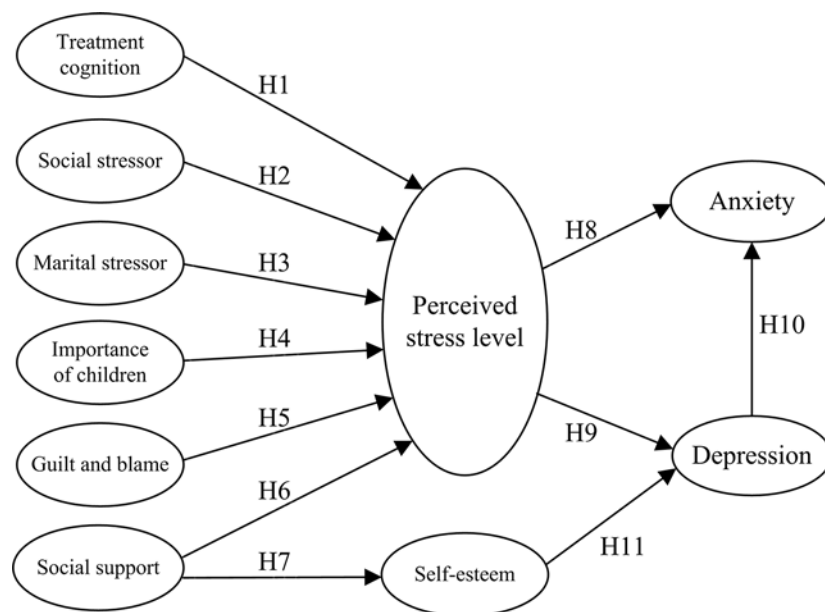 Treatment
cognition
H1
Social stressor
H2
Marital stressor
H3
Importance
of children
H4
Guilt and blame
H5
Social support
H6
H7
Perceived
stress level
Self-esteem
H8
Anxiety
H9
H10
Depression
H11